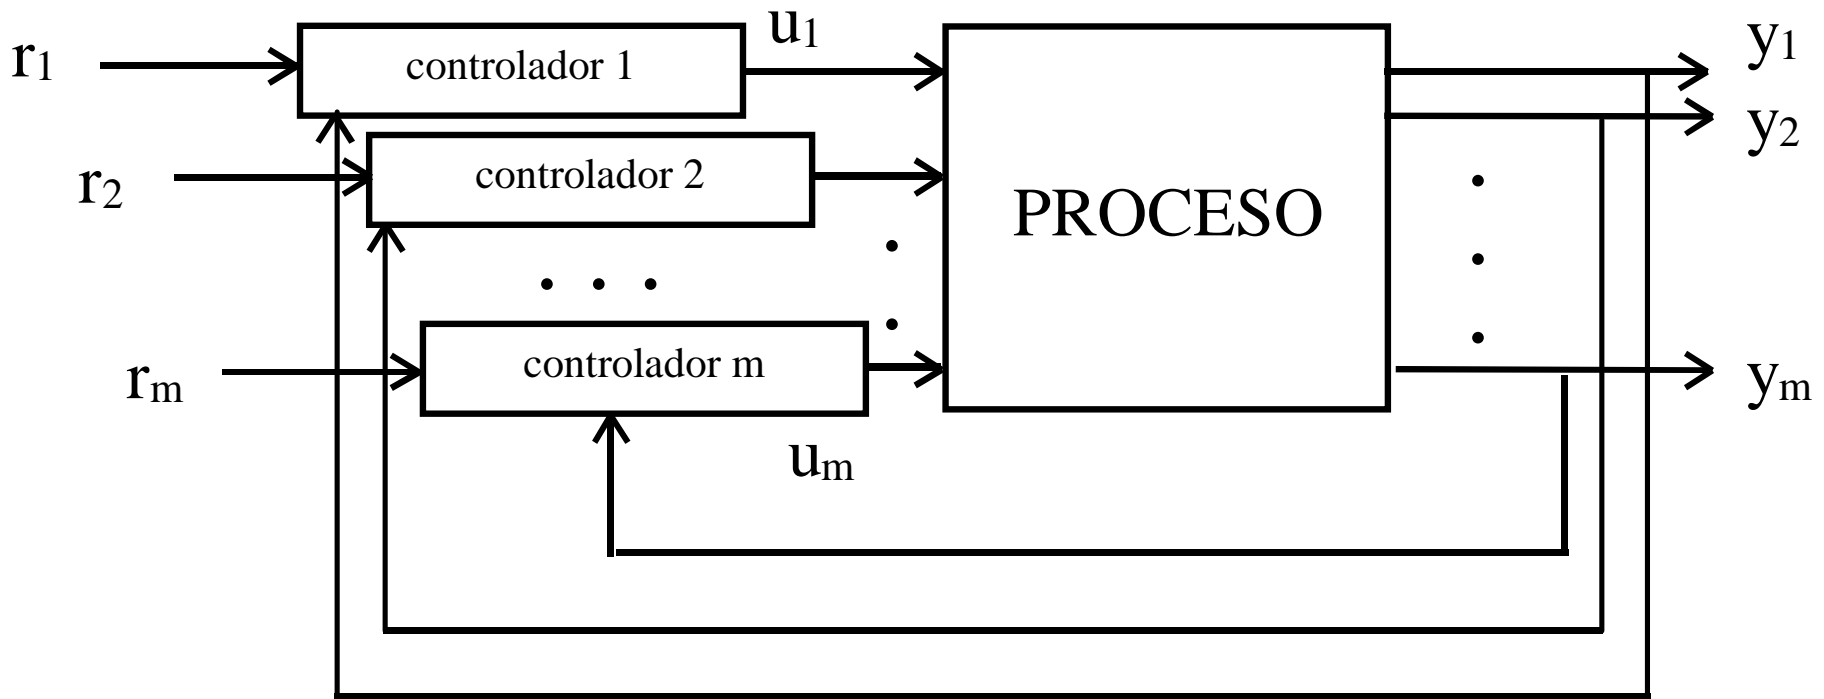 r1
controlador 1
u1
y1
r2
controlador 2
PROCESO
y2
rm
controlador m
um
ym